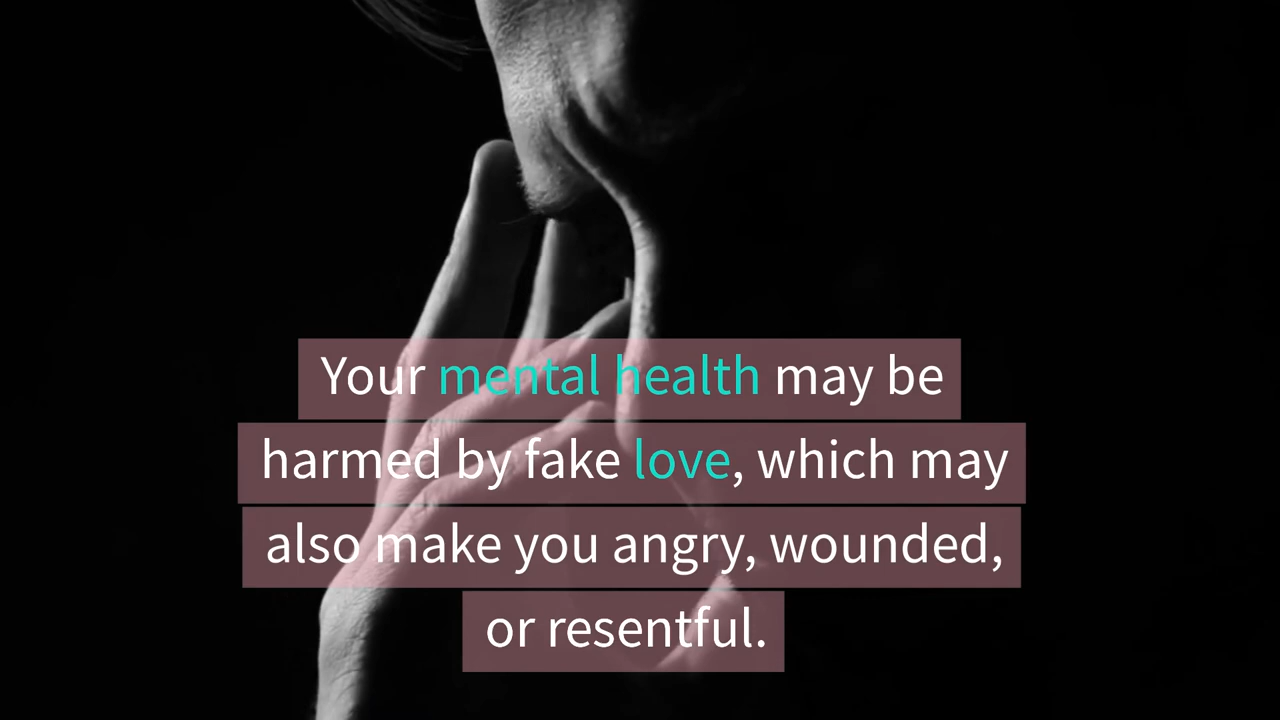 Your mental health may be
harmed by fake love, which may
also make you angry, wounded,
or resentful.